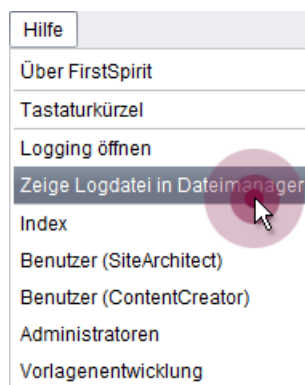 Hilfe
Über FirstSpirit
Tastaturkürzel
Logging öffnen
Zeige Logdatei in Dateimanager
Index
Benutzer (SiteArchitect)
Benutzer (ContentCreator)
Administratoren
Vorlagenentwicklung